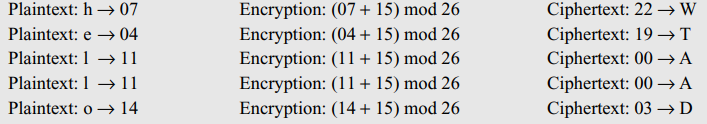 Plaintext: h → 07 Encryption: (07 + 15) mod 26 Ciphertext: 22 → W
Plaintext: e → 04 Encryption: (04 + 15) mod 26 Ciphertext: 19 → T
Plaintext: l → 11 Encryption: (11 + 15) mod 26 Ciphertext: 00 → A
Plaintext: l → 11 Encryption: (11 + 15) mod 26 Ciphertext: 00 → A
Plaintext: o → 14 Encryption: (14 + 15) mod 26 Ciphertext: 03 → D